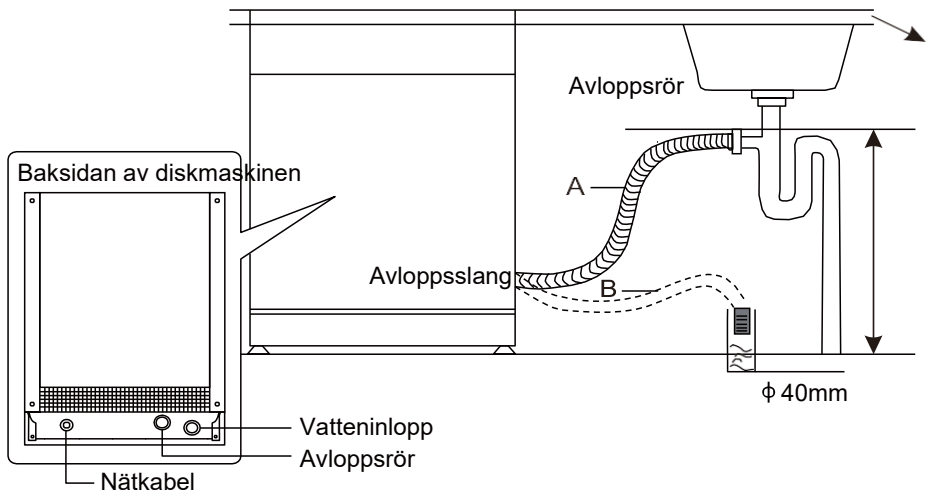 Avloppsrör
Baksidan av diskmaskinen
A
Avloppsslang
B
ϕ 40mm
Vatteninlopp
Avloppsrör
Nätkabel